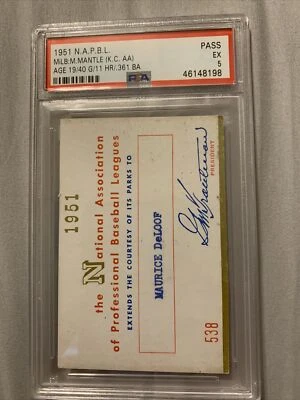 1951 N.A.P.B.L.
MiLB:M.MANTLE (K.C. AA)
AGE 19/40 G/11 HR/.361 BA
PASS
EX
5
46148198
PSA
1951
the National Association
of Professional Baseball Leagues
EXTENDS THE COURTESY OF ITS PARKS TO
MAURICE DeLOOF
PRESIDENT
538